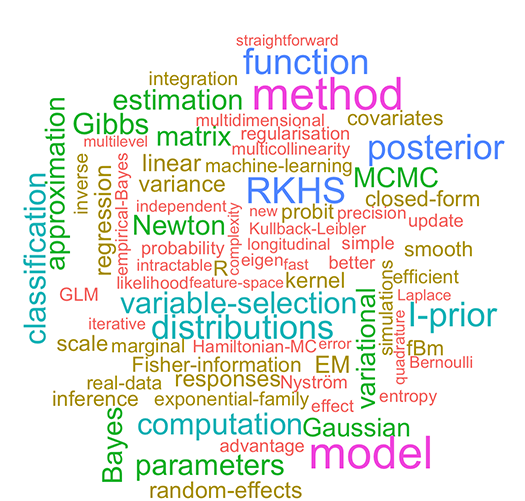 straightforward
function
integration
method
estimation
covariates
Gibbs
multidimensional
matrix
regularisation
multilevel
multicollinearity
posterior
approximation
inverse
linear
machine-learning
MCMC
classification
regression
empirical-Bayes
variance
RKHS
closed-form
independent
new
probit
precision
update
Newton
complexity
Kullback-Leibler
probability
longitudinal
simple
smooth
intractable
R
eigen
fast
better
GLM
likelihood
feature-space
kernel
variational
simulations
efficient
variable-selection
Laplace
iterative
distributions
quadrature
I-prior
scale
marginal
Hamiltonian-MC
error
fBm
Fisher-information
EM
Bernoulli
real-data
responses
Nyström
inference
exponential-family
effect
entropy
Bayes
computation
Gaussian
advantage
parameters
model
random-effects